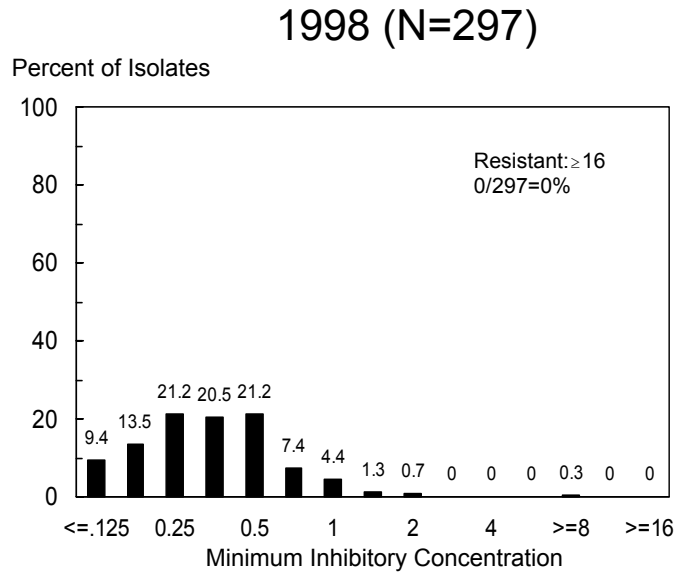 1998 (N=297)
Percent of Isolates
100
80
60
40
20
0
Resistant:≥16
0/297=0%
9.4 13.5 21.2 20.5 21.2 7.4 4.4 1.3 0.7 0 0 0 0.3 0 0
<=.125 0.25 0.5 1 2 4 >=8 >=16
Minimum Inhibitory Concentration